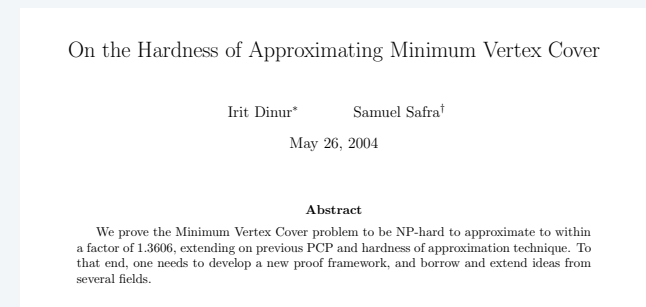 On the Hardness of Approximating Minimum Vertex Cover
Irit Dinur* Samuel Safra†
May 26, 2004
Abstract
We prove the Minimum Vertex Cover problem to be NP-hard to approximate to within
a factor of 1.3606, extending on previous PCP and hardness of approximation technique. To
that end, one needs to develop a new proof framework, and borrow and extend ideas from
several fields.